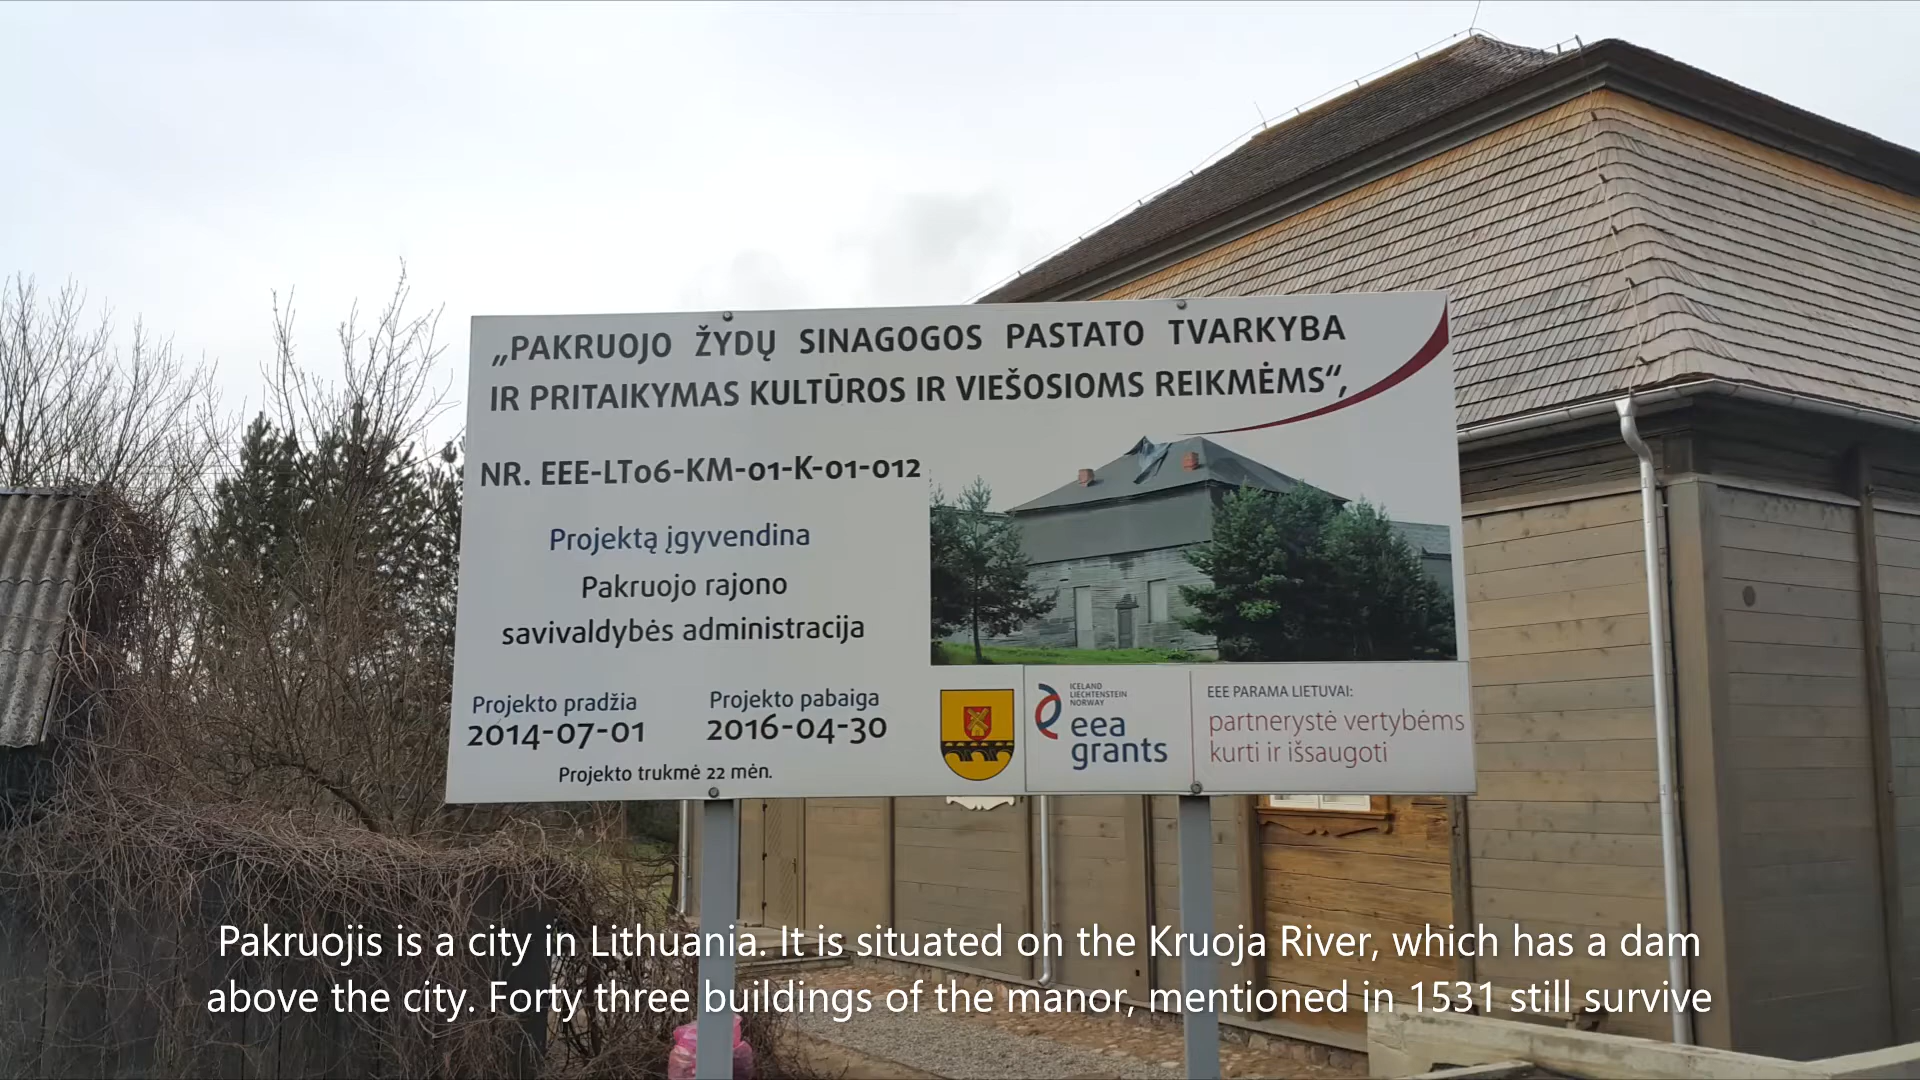 „PAKRUOJO ŽYDŲ SINAGOGOS PASTATO TVARKYBA
IR PRITAIKYMAS KULTŪROS IR VIEŠOSIOMS REIKMĖMS“,
NR. EEE-LT06-KM-01-K-01-012
Projektą įgyvendina
Pakruojo rajono
savivaldybės administracija
Projekto pradžia
2014-07-01
Projekto pabaiga
2016-04-30
Projekto trukmė 22 mėn.
ICELAND
LIECHTENSTEIN
NORWAY
eea
grants
EEE PARAMA LIETUVAI:
partnerystė vertybėms
kurti ir išsaugoti
Pakruojis is a city in Lithuania. It is situated on the Kruoja River, which has a dam
above the city. Forty three buildings of the manor, mentioned in 1531 still survive